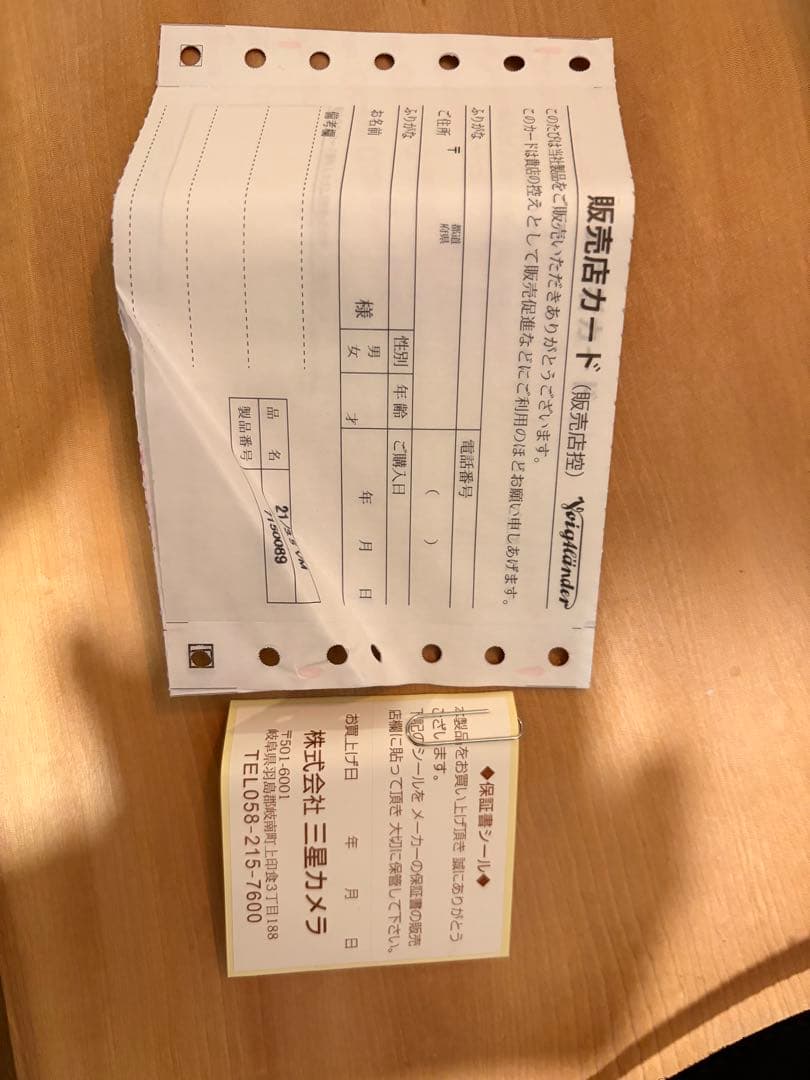 販売店カード (販売店控) Voigtländer
このたびは当社製品をご販売いただきありがとうございます。
このカードは貴店の控えとして販売促進などにご利用のほどお願い申しあげます。
ふりがな
ご住所 〒 都道府県
電話番号 ( )
ふりがな 性別 年齢 ご購入日
お名前 様 男 女 才 年 月 日
備考欄
品名 21/3.5 VM
製品番号 7150089
◆保証書シール◆
本製品をお買い上げ頂き 誠にありがとう
ございます。
下記のシールを メーカーの保証書の販売
店欄に貼って頂き 大切に保管して下さい。
お買上げ日 年 月 日
株式会社 三星カメラ
〒501-6001
岐阜県羽島郡岐南町上印食3丁目188
TEL058-215-7600